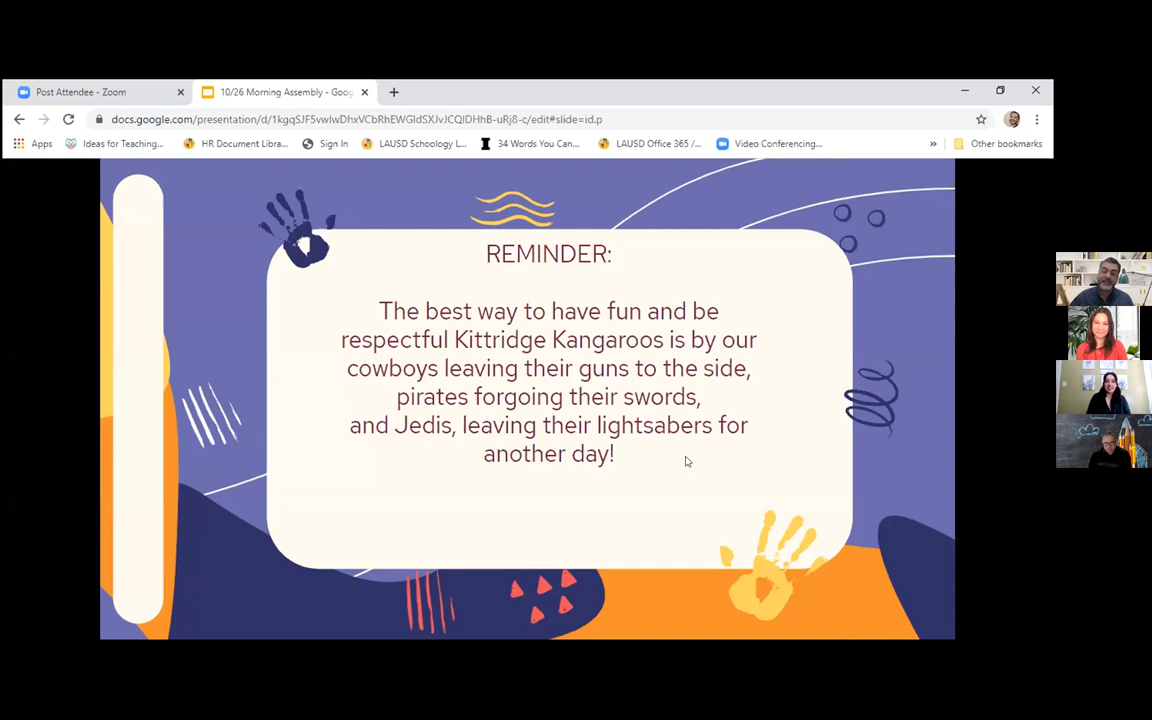 Post Attendee - Zoom
10/26 Morning Assembly - Goog
docs.google.com/presentation/d/1kgqSJF5vwIwDhxVCbRhEWGldSXJvJCQIDHhB-uRj8-c/edit#slide=id.p
Apps
Ideas for Teaching...
HR Document Libra...
Sign In
LAUSD Schoology L...
34 Words You Can...
LAUSD Office 365 /...
Video Conferencing...
»
Other bookmarks
REMINDER:
The best way to have fun and be
respectful Kittridge Kangaroos is by our
cowboys leaving their guns to the side,
pirates forgoing their swords,
and Jedis, leaving their lightsabers for
another day!